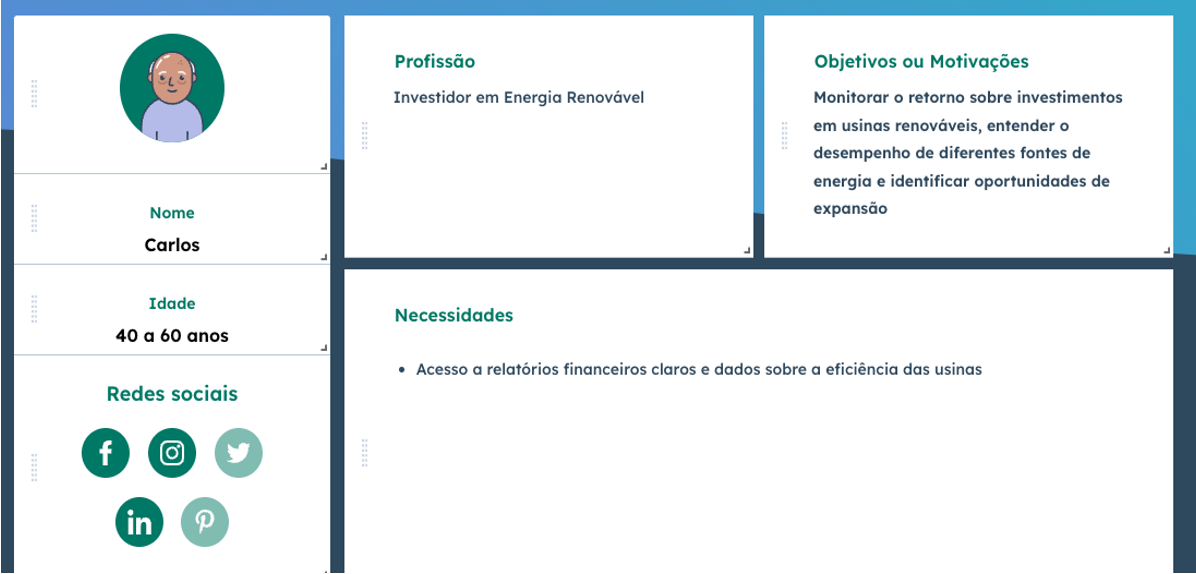 Nome
Carlos
Idade
40 a 60 anos
Redes sociais
in
Profissão
Investidor em Energia Renovável
Objetivos ou Motivações
Monitorar o retorno sobre investimentos
em usinas renováveis, entender o
desempenho de diferentes fontes de
energia e identificar oportunidades de
expansão
Necessidades
• Acesso a relatórios financeiros claros e dados sobre a eficiência das usinas